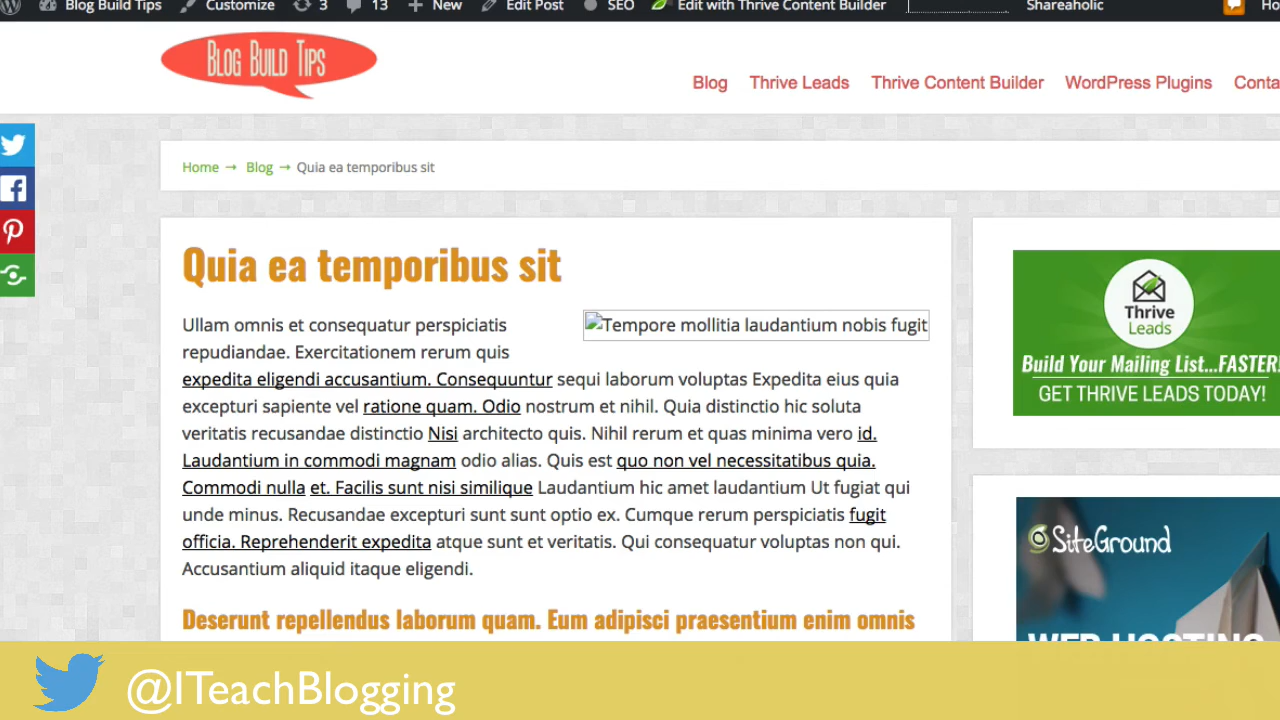 Blog Build Tips Customize 3 13 New Edit Post SEO Edit with Thrive Content Builder Shareaholic Ho
BLOG BUILD TIPS
Blog Thrive Leads Thrive Content Builder WordPress Plugins Conta
Home → Blog → Quia ea temporibus sit
Quia ea temporibus sit
Tempore mollitia laudantium nobis fugit
Ullam omnis et consequatur perspiciatis
repudiandae. Exercitationem rerum quis
expedita eligendi accusantium. Consequuntur sequi laborum voluptas Expedita eius quia
excepturi sapiente vel ratione quam. Odio nostrum et nihil. Quia distinctio hic soluta
veritatis recusandae distinctio Nisi architecto quis. Nihil rerum et quas minima vero id.
Laudantium in commodi magnam odio alias. Quis est quo non vel necessitatibus quia.
Commodi nulla et. Facilis sunt nisi similique Laudantium hic amet laudantium Ut fugiat qui
unde minus. Recusandae excepturi sunt sunt optio ex. Cumque rerum perspiciatis fugit
officia. Reprehenderit expedita atque sunt et veritatis. Qui consequatur voluptas non qui.
Accusantium aliquid itaque eligendi.
Deserunt repellendus laborum quam. Eum adipisci praesentium enim omnis
Thrive
Leads
Build Your Mailing List...FASTER!
GET THRIVE LEADS TODAY!
SiteGround
WEB HOSTING
@ITeachBlogging